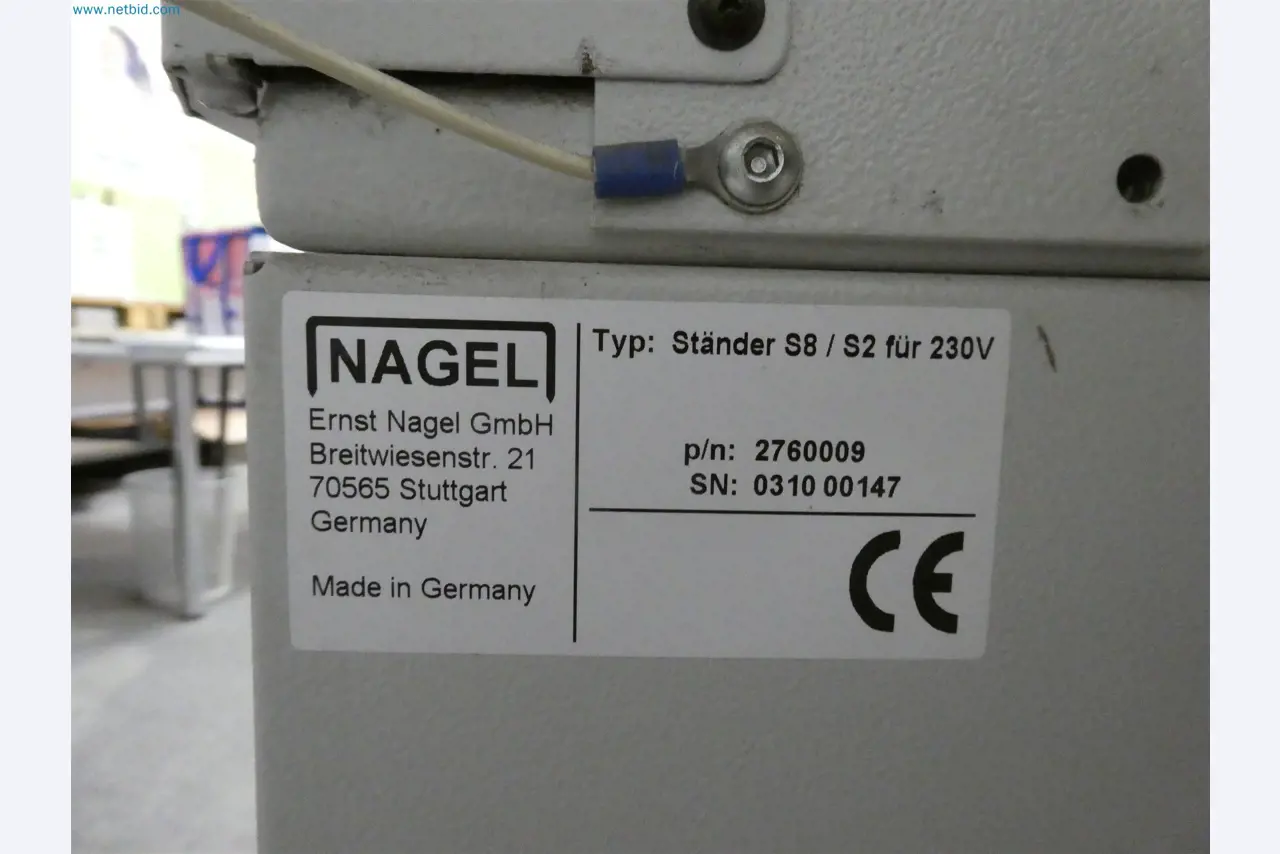 www.netbid.com
NAGEL
Ernst Nagel GmbH
Breitwiesenstr. 21
70565 Stuttgart
Germany
Made in Germany
Typ: Ständer S8 / S2 für 230V
p/n: 2760009
SN: 0310 00147
CE